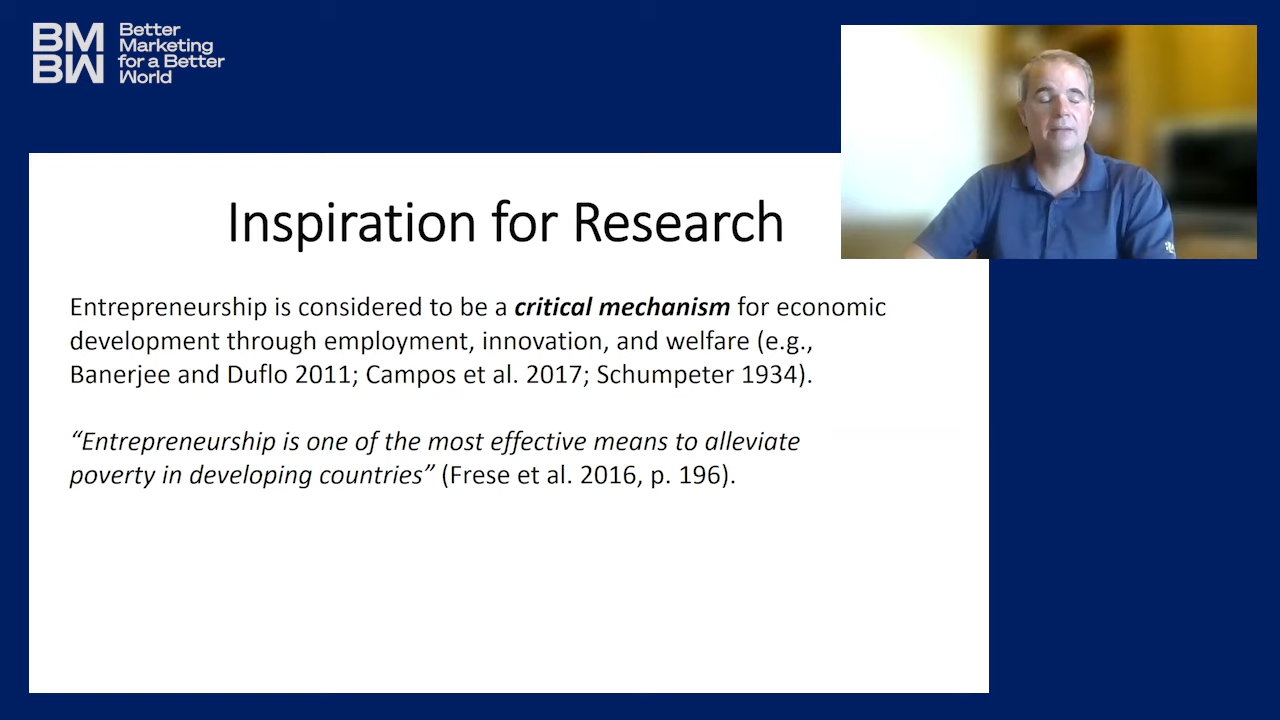 BM
BW
Better
Marketing
for a Better
World
Inspiration for Research
Entrepreneurship is considered to be a critical mechanism for economic
development through employment, innovation, and welfare (e.g.,
Banerjee and Duflo 2011; Campos et al. 2017; Schumpeter 1934).
“Entrepreneurship is one of the most effective means to alleviate
poverty in developing countries” (Frese et al. 2016, p. 196).